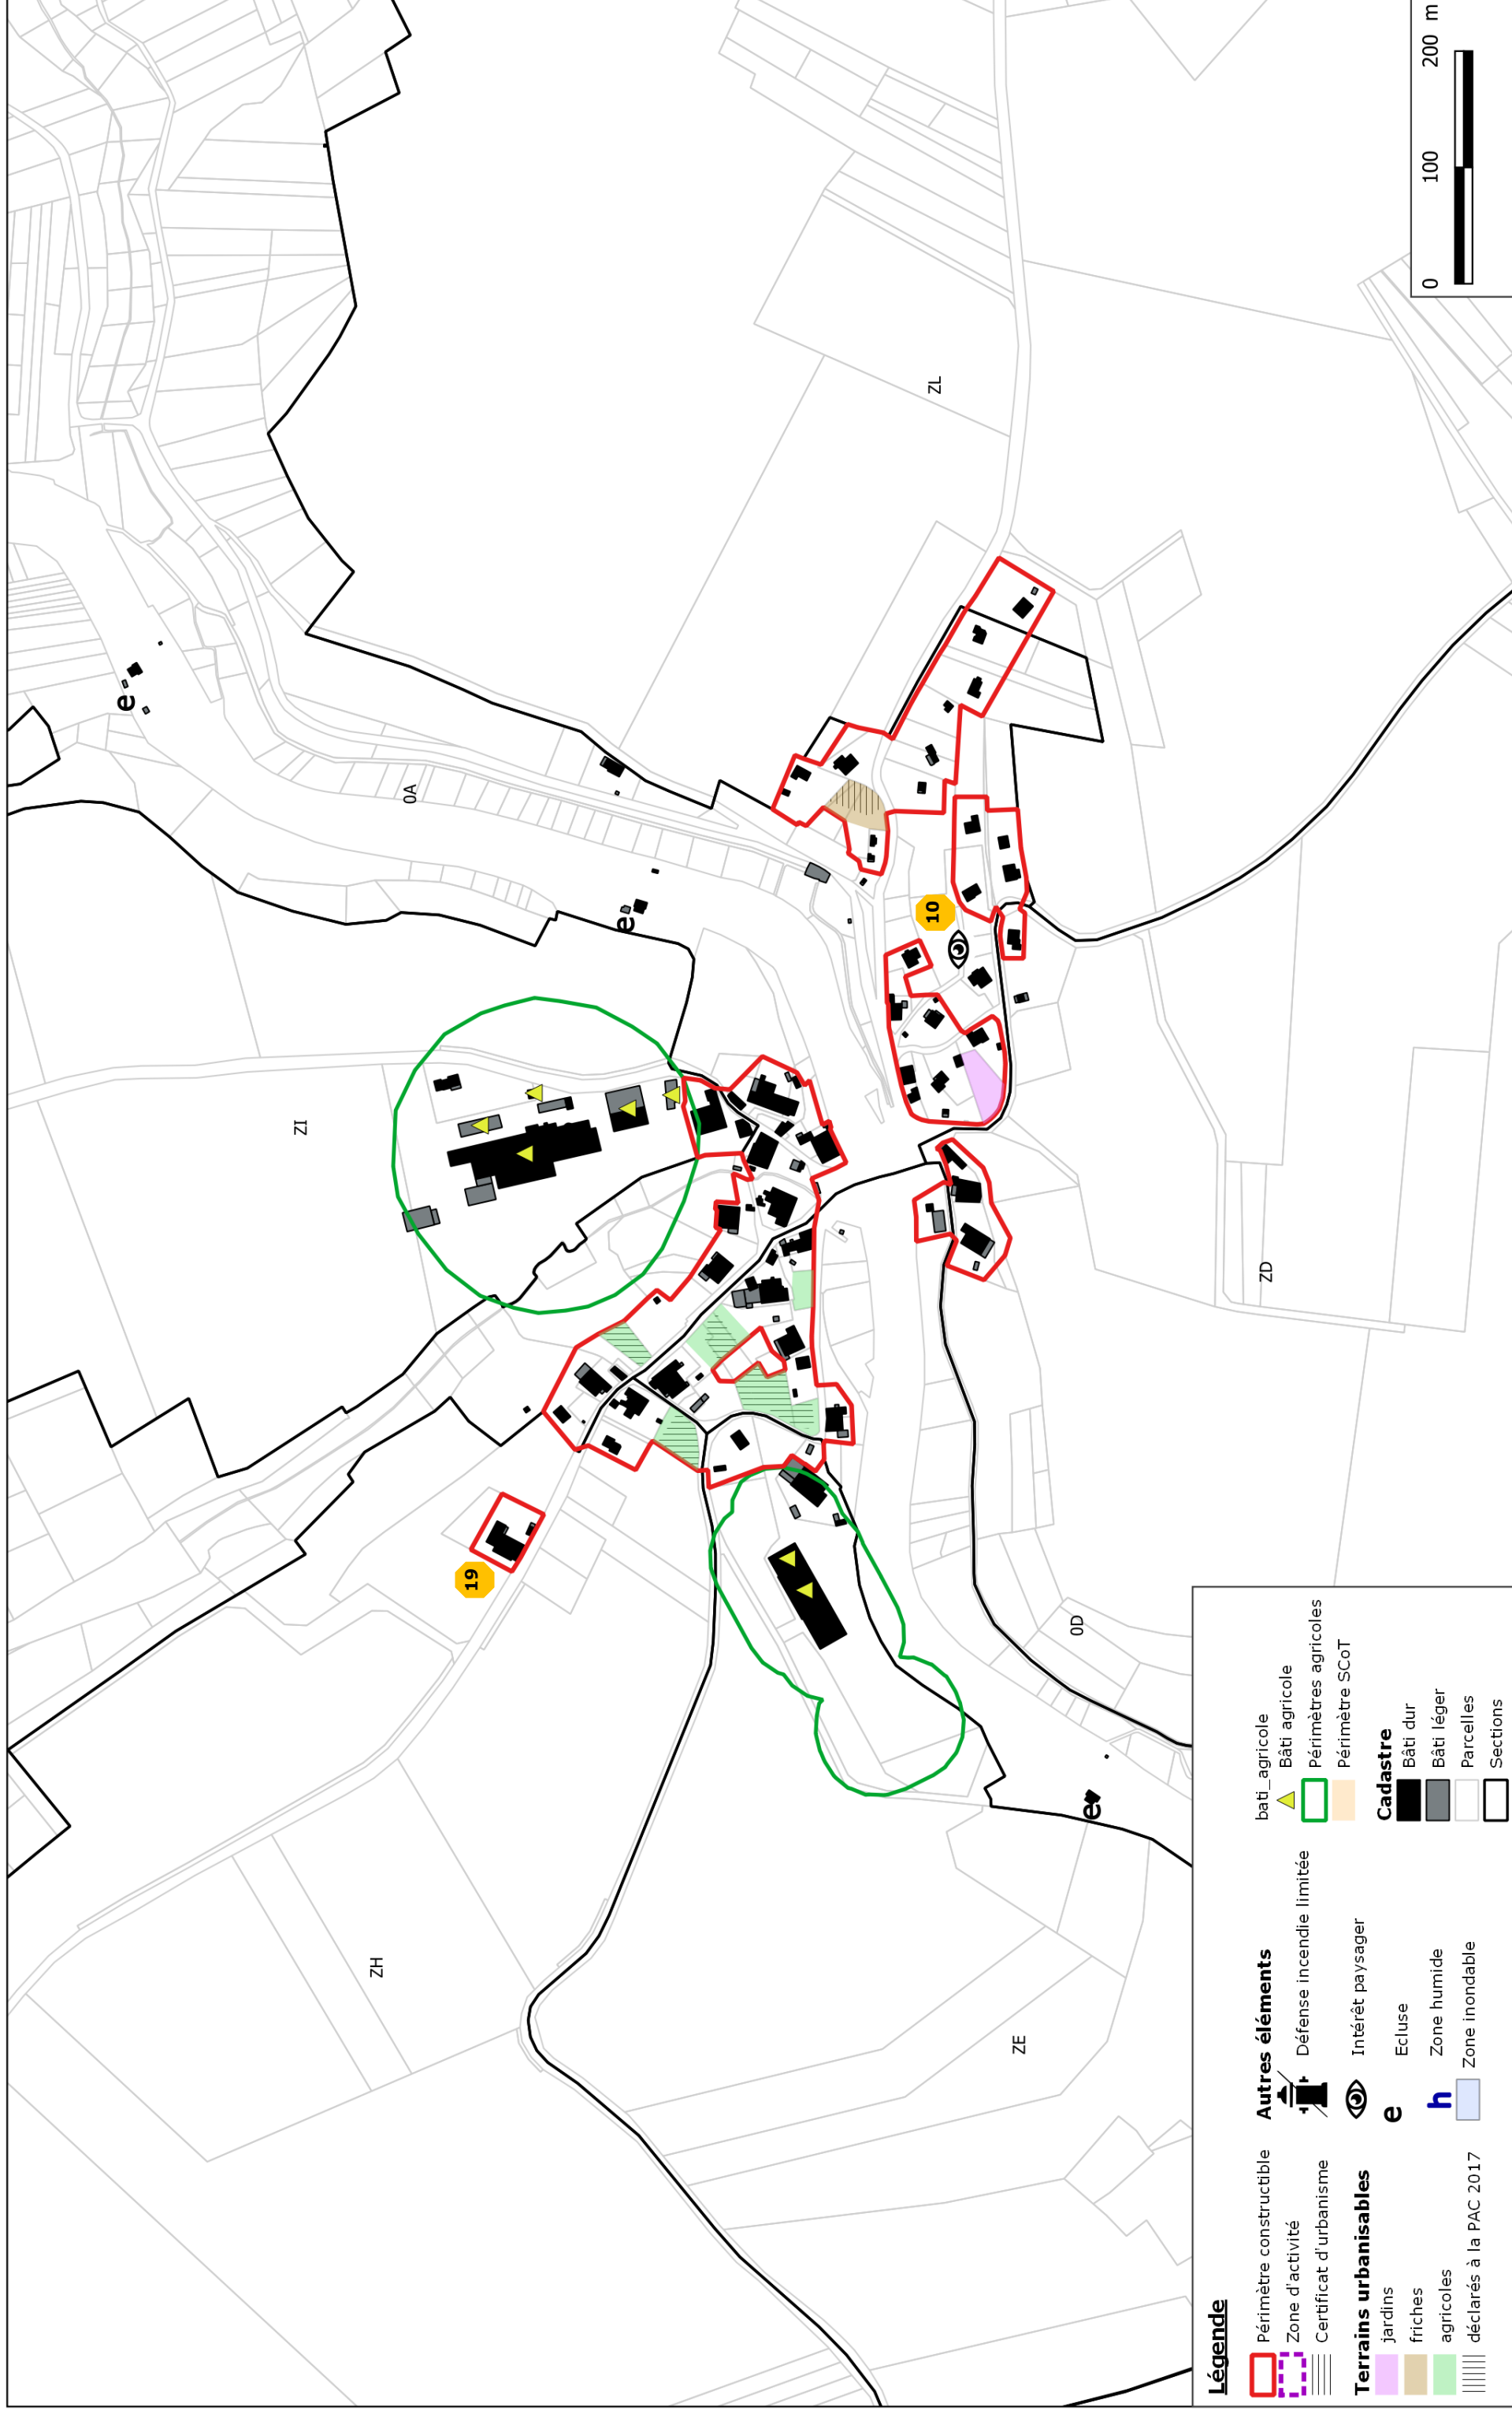 ZH
ZI
0A
19
e
e
e
ZE
0D
ZD
10
ZL
0 100 200 m
Légende
Périmètre constructible
Zone d'activité
Certificat d'urbanisme
Terrains urbanisables
jardins
friches
agricoles
déclarés à la PAC 2017
Autres éléments
Défense incendie limitée
Intérêt paysager
e Ecluse
h Zone humide
Zone inondable
bati_agricole
Bâti agricole
Périmètres agricoles
Périmètre SCoT
Cadastre
Bâti dur
Bâti léger
Parcelles
Sections